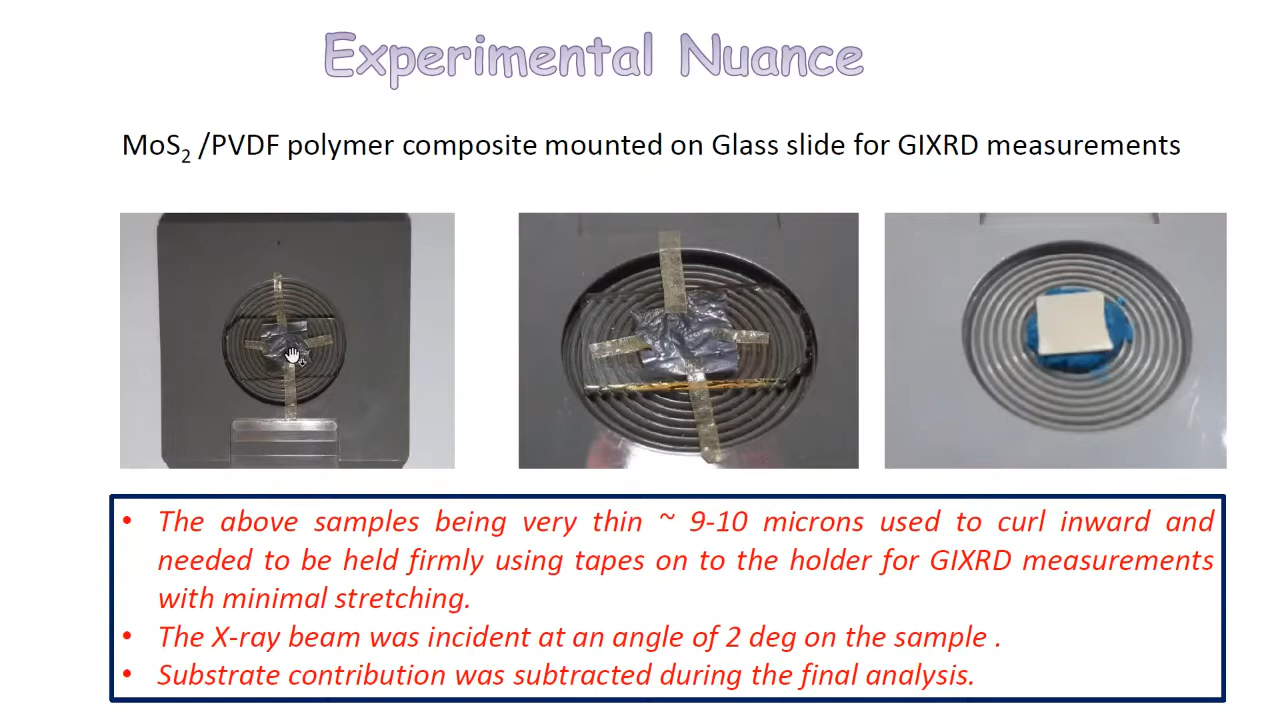 Experimental Nuance
MoS₂ /PVDF polymer composite mounted on Glass slide for GIXRD measurements
• The above samples being very thin ~ 9-10 microns used to curl inward and
needed to be held firmly using tapes on to the holder for GIXRD measurements
with minimal stretching.
• The X-ray beam was incident at an angle of 2 deg on the sample .
• Substrate contribution was subtracted during the final analysis.